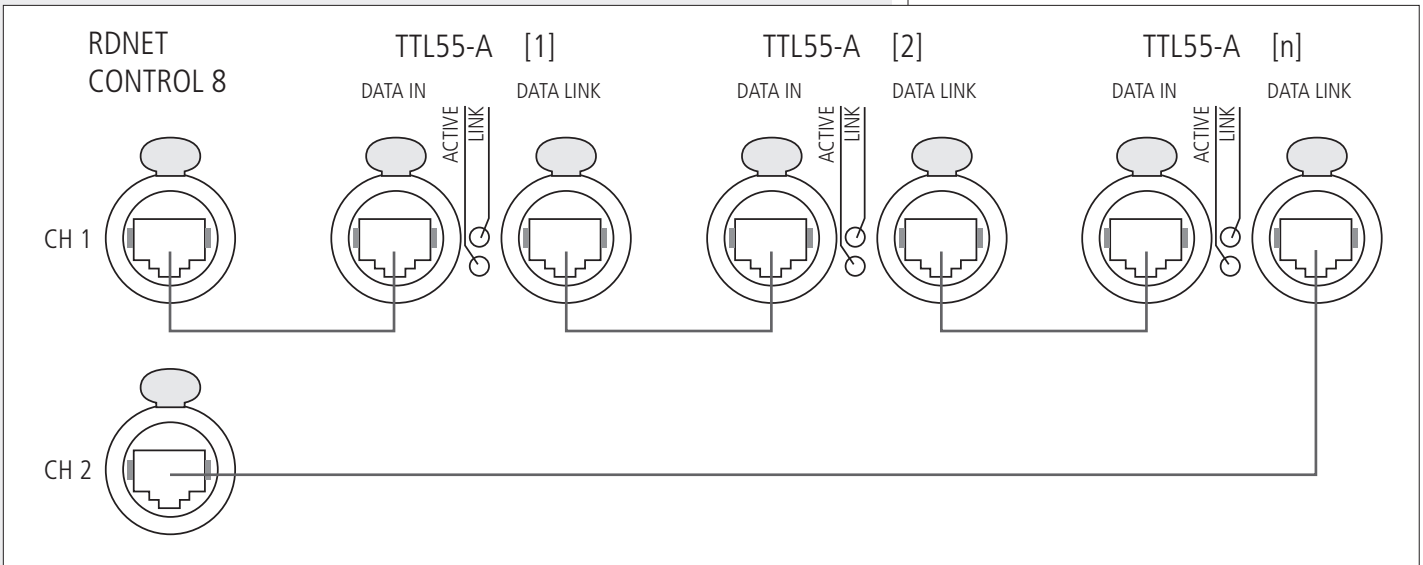 RDNET
CONTROL 8
TTL55-A [1]
DATA IN
DATA LINK
ACTIVE
LINK
TTL55-A [2]
DATA IN
DATA LINK
ACTIVE
LINK
TTL55-A [n]
DATA IN
DATA LINK
ACTIVE
LINK
CH 1
CH 2